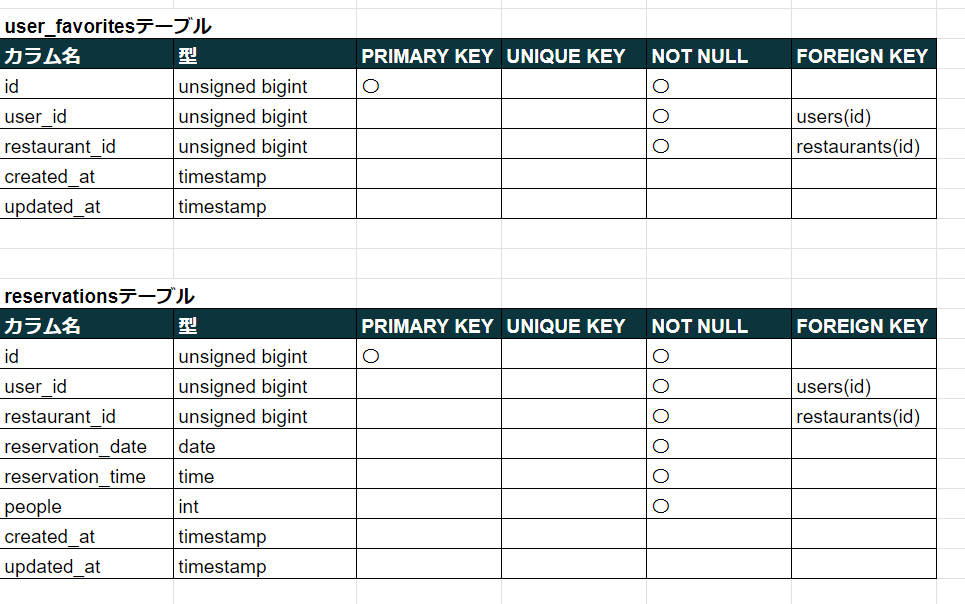 user_favoritesテーブル
カラム名 型 PRIMARY KEY UNIQUE KEY NOT NULL FOREIGN KEY
id unsigned bigint 〇 〇
user_id unsigned bigint 〇 users(id)
restaurant_id unsigned bigint 〇 restaurants(id)
created_at timestamp
updated_at timestamp
reservationsテーブル
カラム名 型 PRIMARY KEY UNIQUE KEY NOT NULL FOREIGN KEY
id unsigned bigint 〇 〇
user_id unsigned bigint 〇 users(id)
restaurant_id unsigned bigint 〇 restaurants(id)
reservation_date date 〇
reservation_time time 〇
people int 〇
created_at timestamp
updated_at timestamp